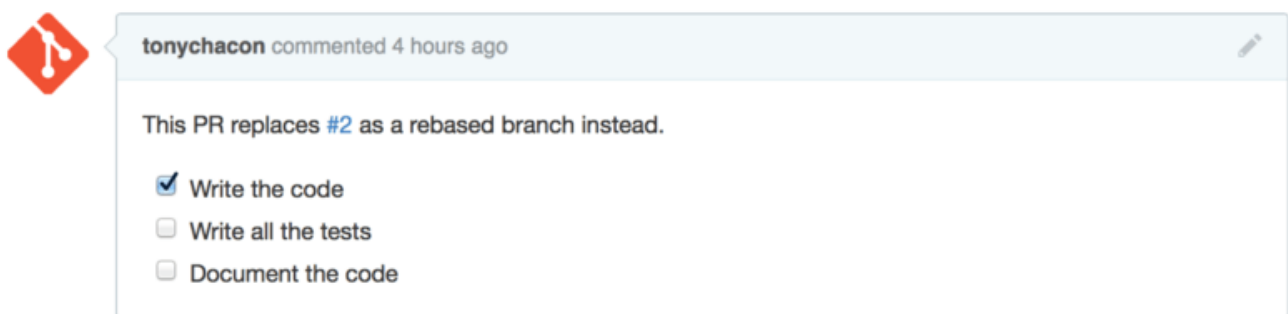 tonychacon commented 4 hours ago
This PR replaces #2 as a rebased branch instead.
Write the code
Write all the tests
Document the code